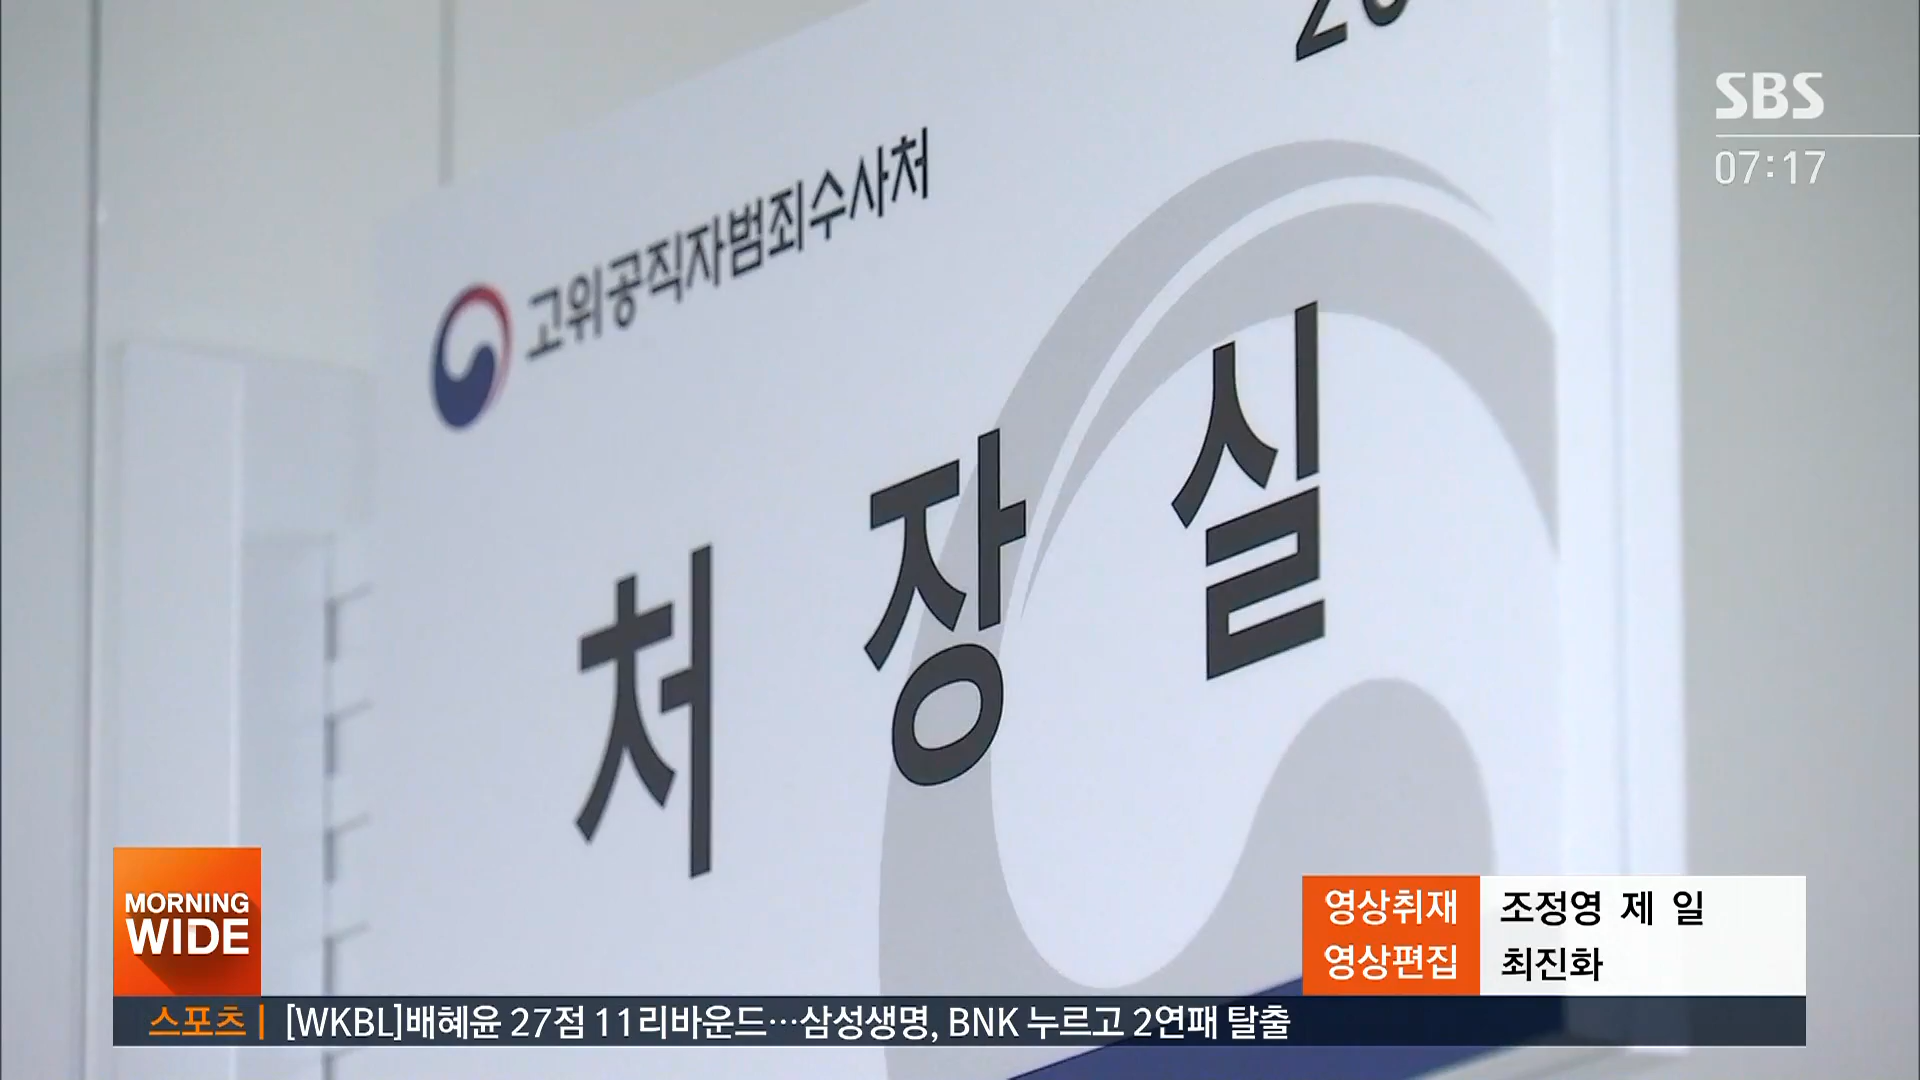 SBS
07:17
고위공직자범죄수사처
처장실
MORNING
WIDE
영상취재 조정영 제 일
영상편집 최진화
스포츠 | [WKBL]배혜윤 27점 11리바운드…삼성생명, BNK 누르고 2연패 탈출